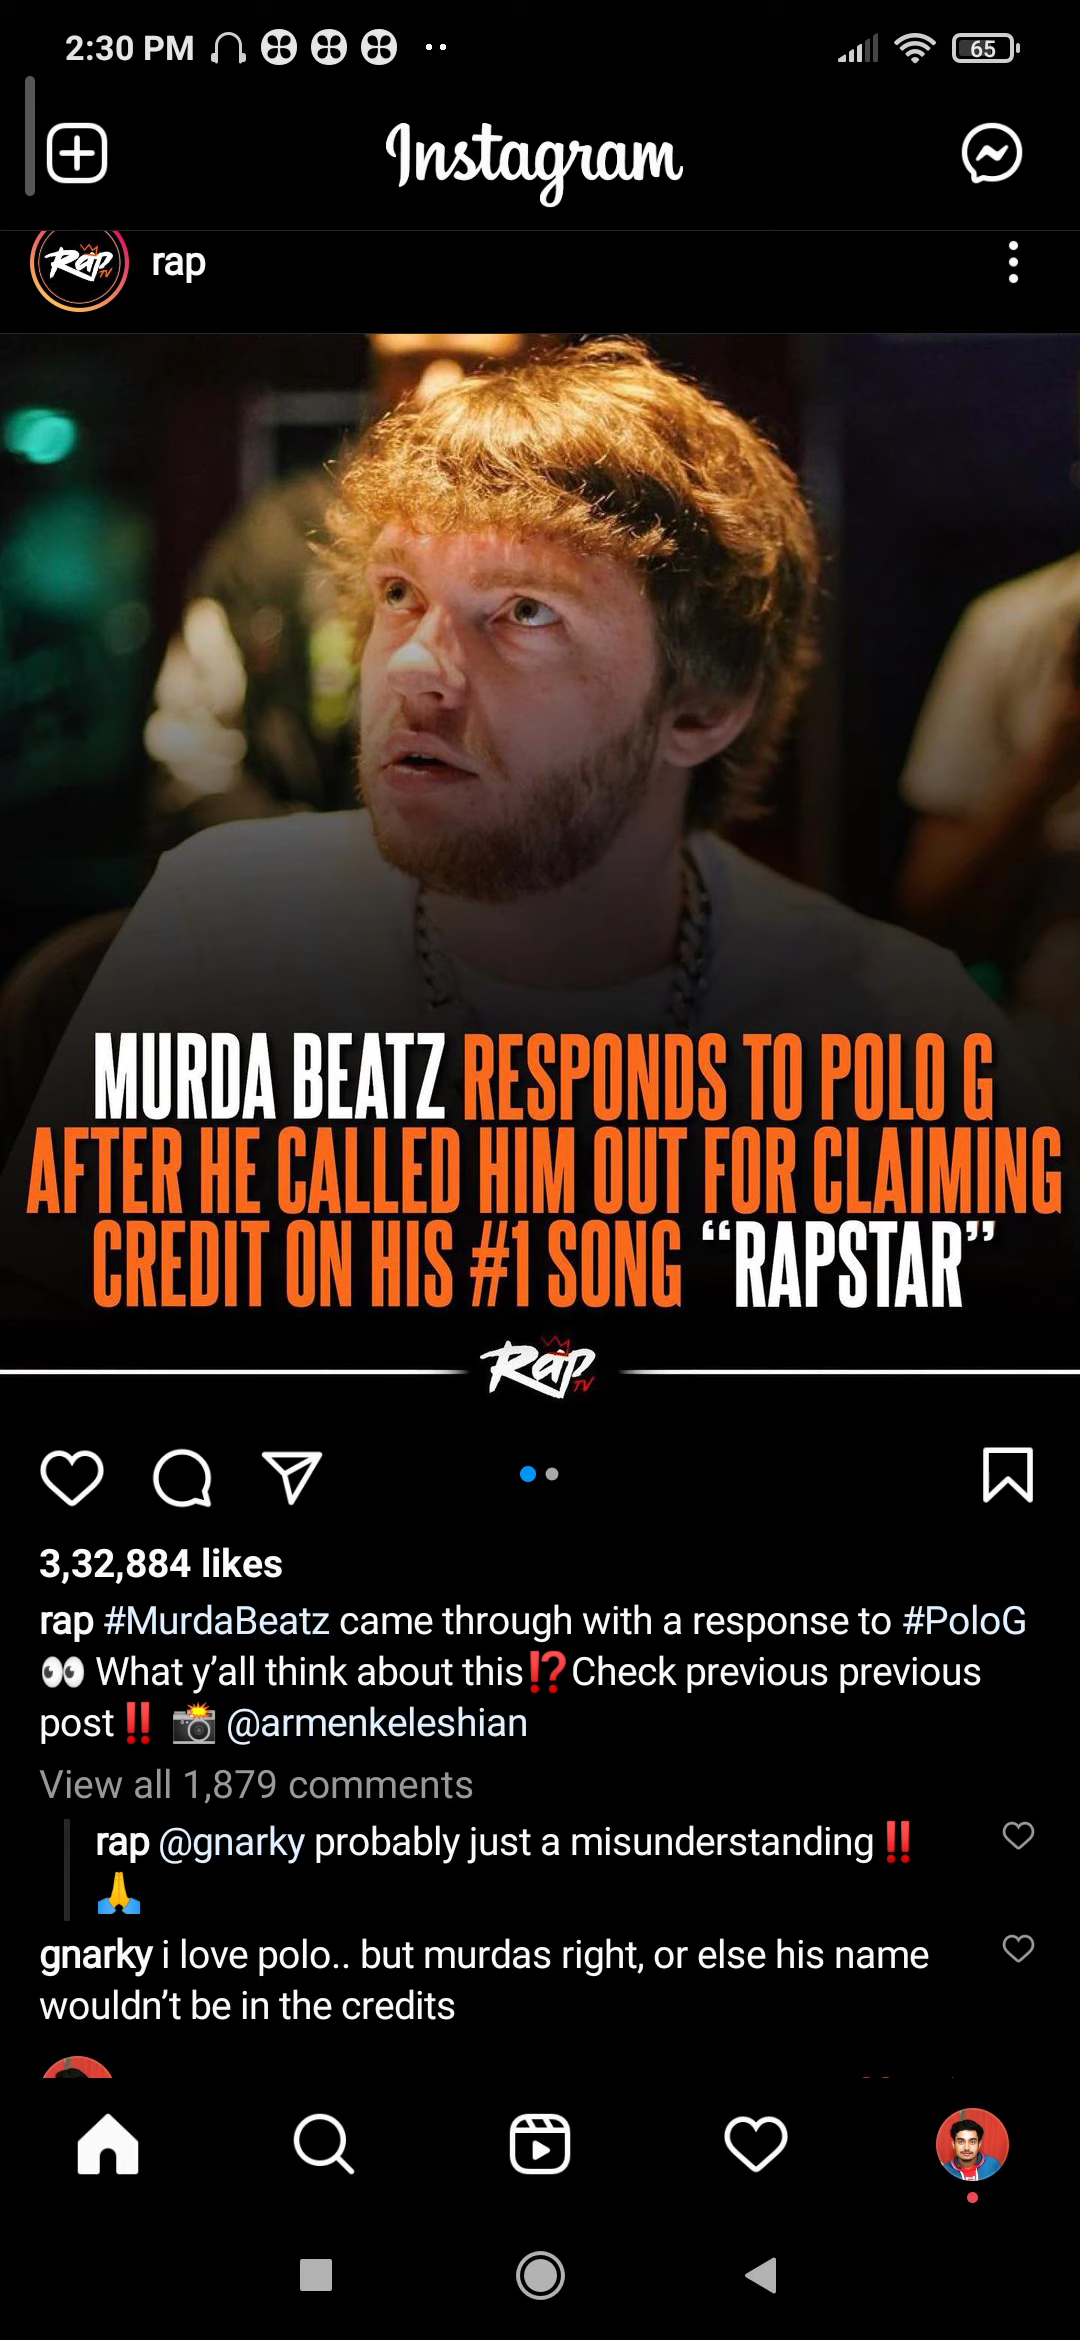 2:30 PM
65
Instagram
Rap TV
rap
MURDA BEATZ RESPONDS TO POLO G
AFTER HE CALLED HIM OUT FOR CLAIMING
CREDIT ON HIS #1 SONG “RAPSTAR”
Rap TV
3,32,884 likes
rap #MurdaBeatz came through with a response to #PoloG
👀 What y’all think about this⁉️Check previous previous
post‼️ 📸 @armenkeleshian
View all 1,879 comments
rap @gnarky probably just a misunderstanding‼️
🙏
gnarky i love polo.. but murdas right, or else his name
wouldn’t be in the credits